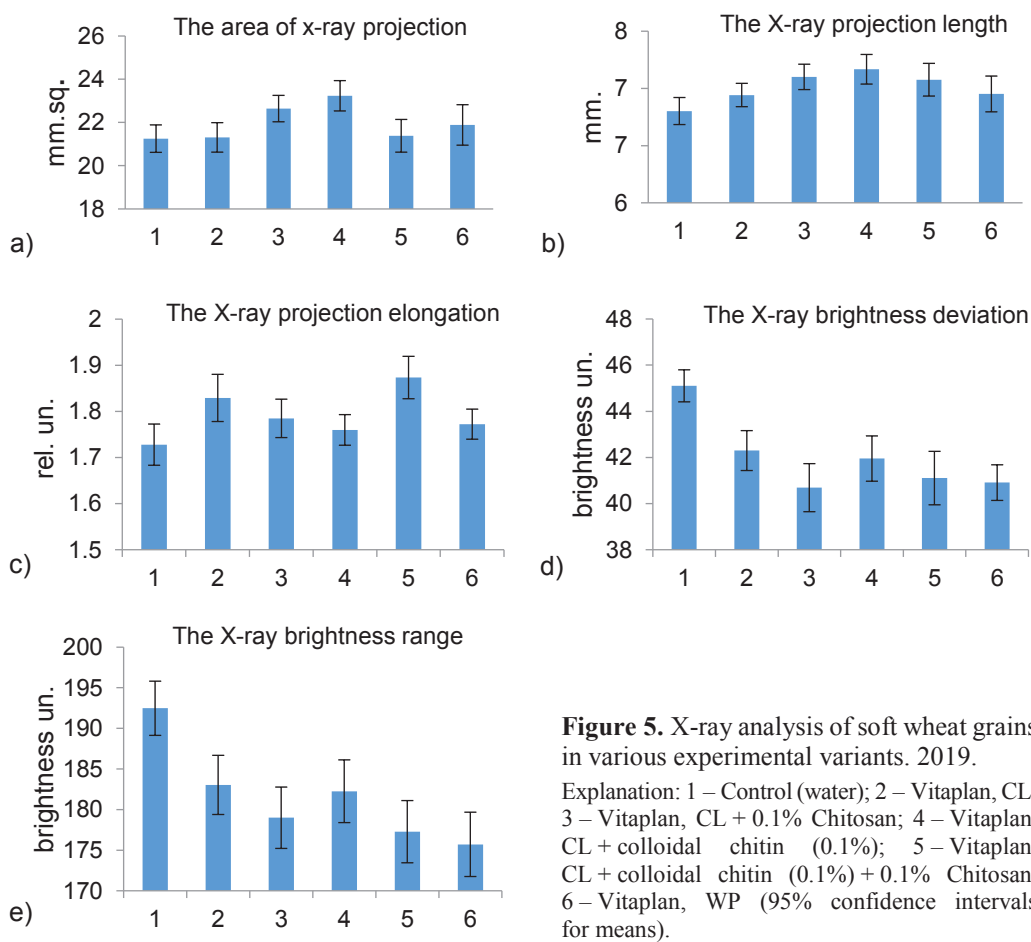 The area of x-ray projection
mm.sq.
26
24
22
20
18
1 2 3 4 5 6
a)
The X-ray projection length
mm.
8
7
7
6
1 2 3 4 5 6
b)
The X-ray projection elongation
rel. un.
2
1.9
1.8
1.7
1.6
1.5
1 2 3 4 5 6
c)
The X-ray brightness deviation
brightness un.
48
46
44
42
40
38
1 2 3 4 5 6
d)
The X-ray brightness range
brightness un.
200
195
190
185
180
175
170
1 2 3 4 5 6
e)
Figure 5. X-ray analysis of soft wheat grains
in various experimental variants. 2019.
Explanation: 1 – Control (water); 2 – Vitaplan, CL
3 – Vitaplan, CL + 0.1% Chitosan; 4 – Vitaplan
CL + colloidal chitin (0.1%); 5 – Vitaplan
CL + colloidal chitin (0.1%) + 0.1% Chitosan
6 – Vitaplan, WP (95% confidence intervals
for means).